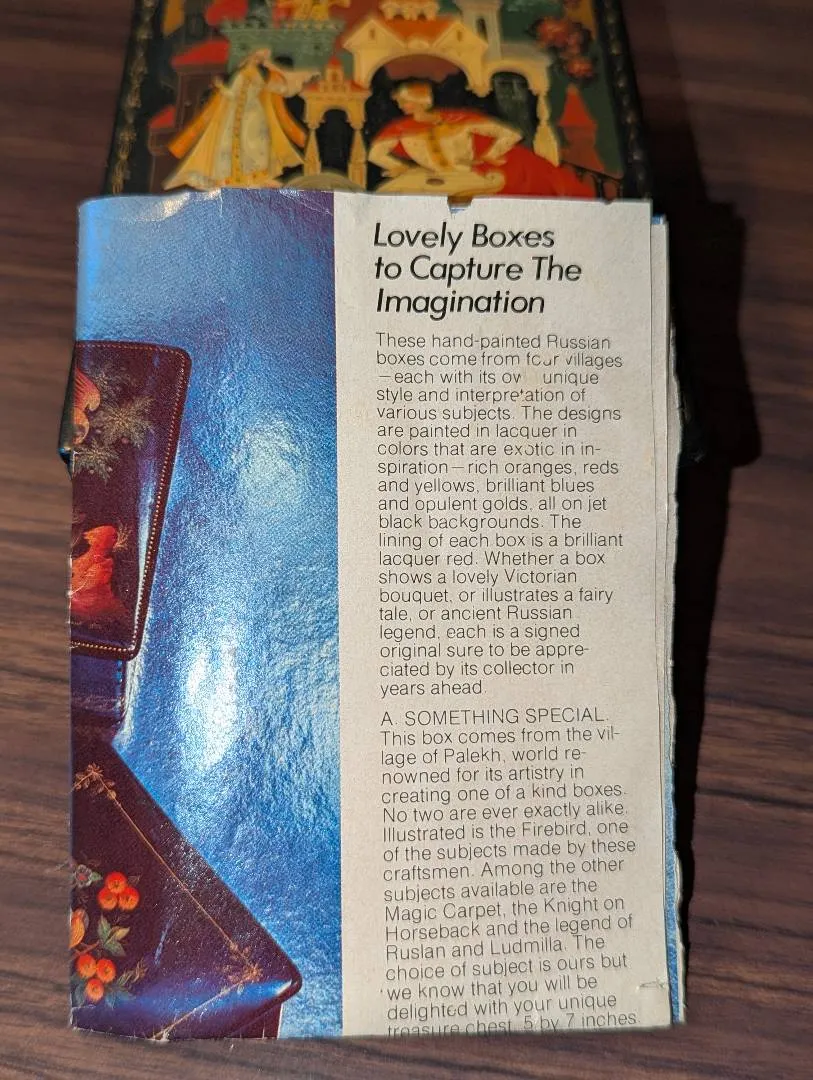 Lovely Boxes
to Capture The
Imagination
These hand-painted Russian
boxes come from four villages
—each with its unique
style and interpretation of
various subjects. The designs
are painted in lacquer in
colors that are exotic in in-
spiration—rich oranges, reds
and yellows, brilliant blues
and opulent golds, all on jet
black backgrounds. The
lining of each box is a brilliant
lacquer red. Whether a box
shows a lovely Victorian
bouquet, or illustrates a fairy
tale, or ancient Russian
legend, each is a signed
original sure to be appre-
ciated by its collector in
years ahead.
A. SOMETHING SPECIAL.
This box comes from the vil-
lage of Palekh, world re-
nowned for its artistry in
creating one of a kind boxes.
No two are ever exactly alike.
Illustrated is the Firebird, one
of the subjects made by these
craftsmen. Among the other
subjects available are the
Magic Carpet, the Knight on
Horseback and the legend of
Ruslan and Ludmilla. The
choice of subject is ours but
we know that you will be
delighted with your unique
treasure chest. 5 by 7 inches.